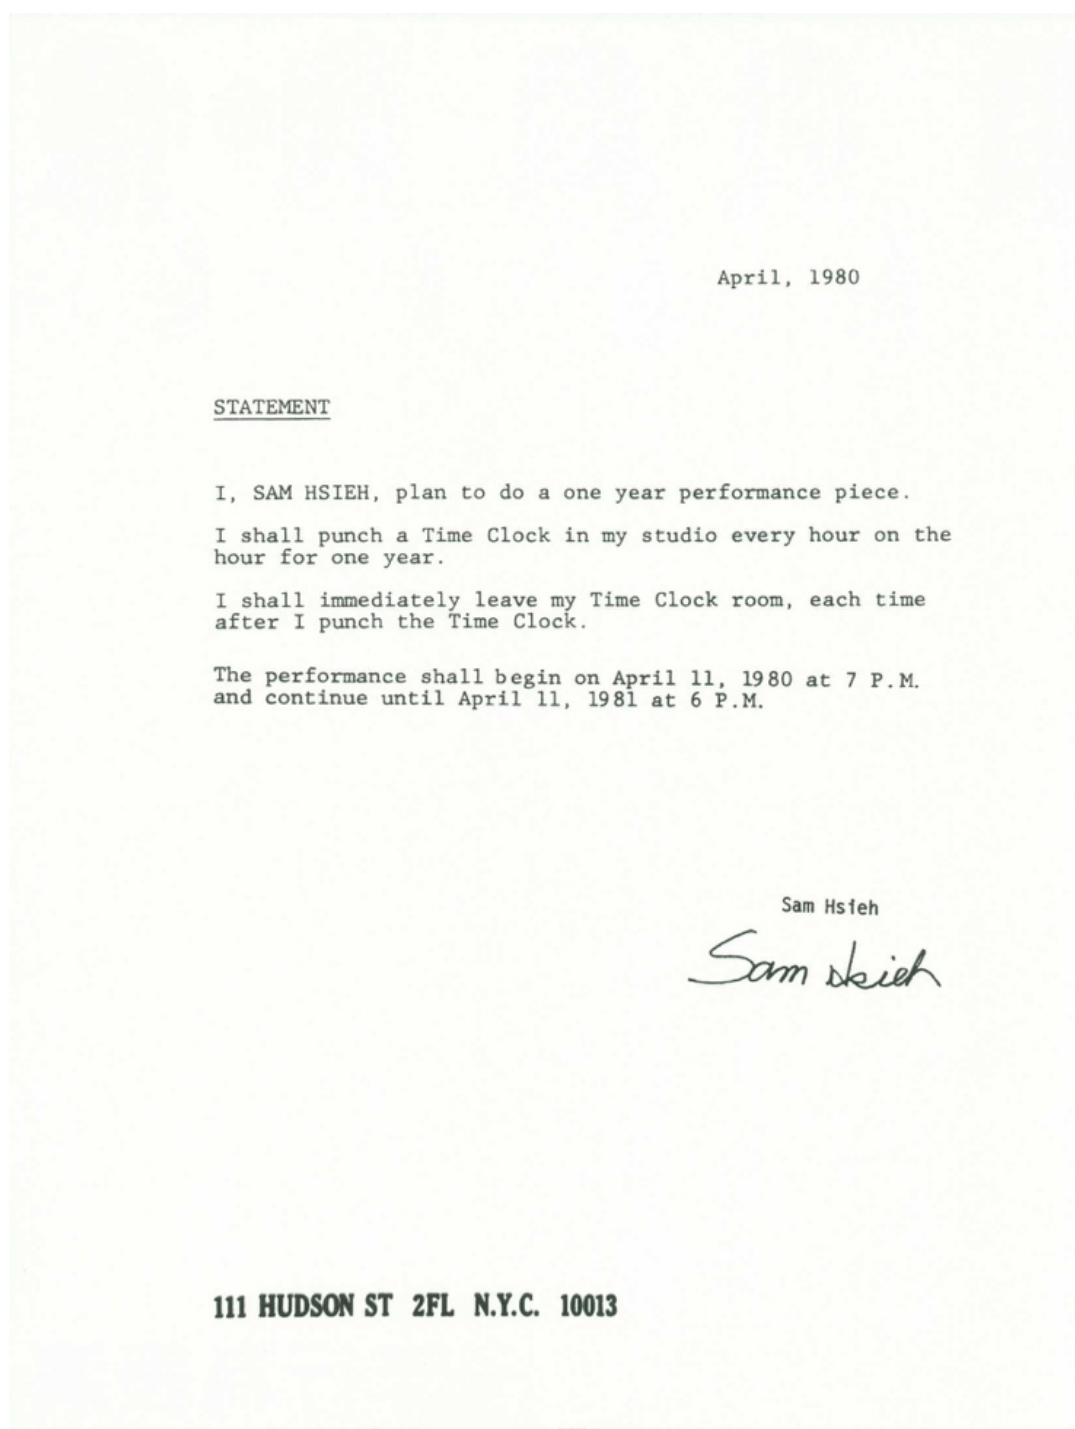 April, 1980
STATEMENT
I, SAM HSIEH, plan to do a one year performance piece.
I shall punch a Time Clock in my studio every hour on the
hour for one year.
I shall immediately leave my Time Clock room, each time
after I punch the Time Clock.
The performance shall begin on April 11, 1980 at 7 P.M.
and continue until April 11, 1981 at 6 P.M.
Sam Hsieh
Sam Hsieh
111 HUDSON ST 2FL N.Y.C. 10013